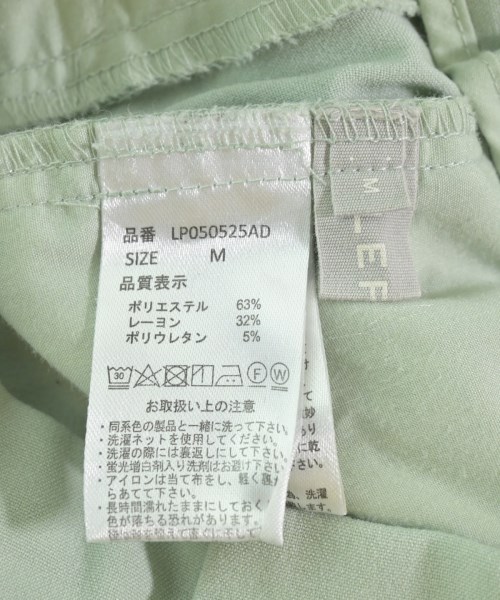 品番 LP050525AD
SIZE M
品質表示
ポリエステル 63%
レーヨン 32%
ポリウレタン 5%
30 F W
お取扱い上の注意
・同系色の製品と一緒に洗って下さい。
・洗濯ネットを使用してください。
・洗濯の際には裏返しにして下さい。
・蛍光増白剤入り洗剤はお避け下さい。
・アイロンは当て布をし、軽く蒸
らあてて下さい。
・長時間濡れたままにしておく
色が落ちる恐れがあります。
M
LEP